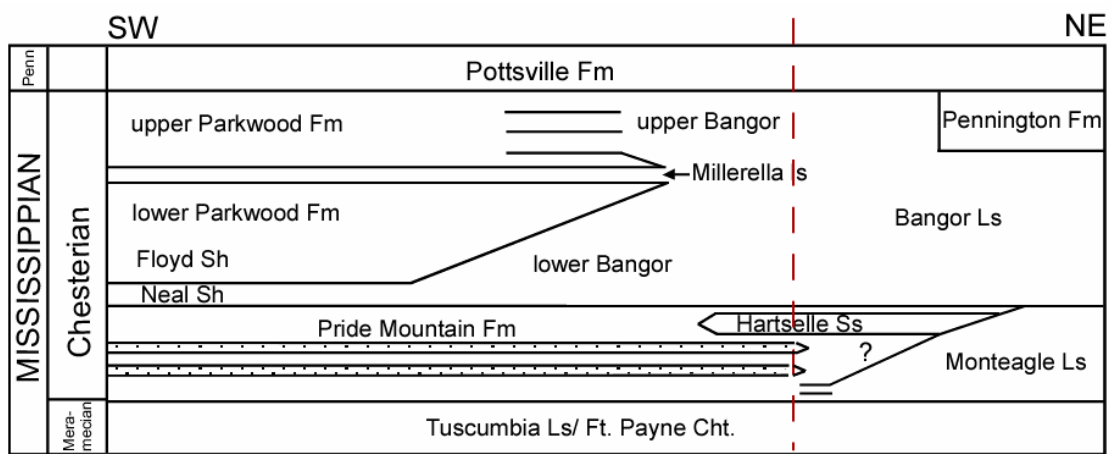 SW
NE
Penn
Pottsville Fm
MISSISSIPPIAN
Chesterian
upper Parkwood Fm
upper Bangor
Pennington Fm
Millerella ls
lower Parkwood Fm
Bangor Ls
Floyd Sh
lower Bangor
Neal Sh
Pride Mountain Fm
Hartselle Ss
?
Monteagle Ls
Mera-
median
Tuscumbia Ls/ Ft. Payne Cht.